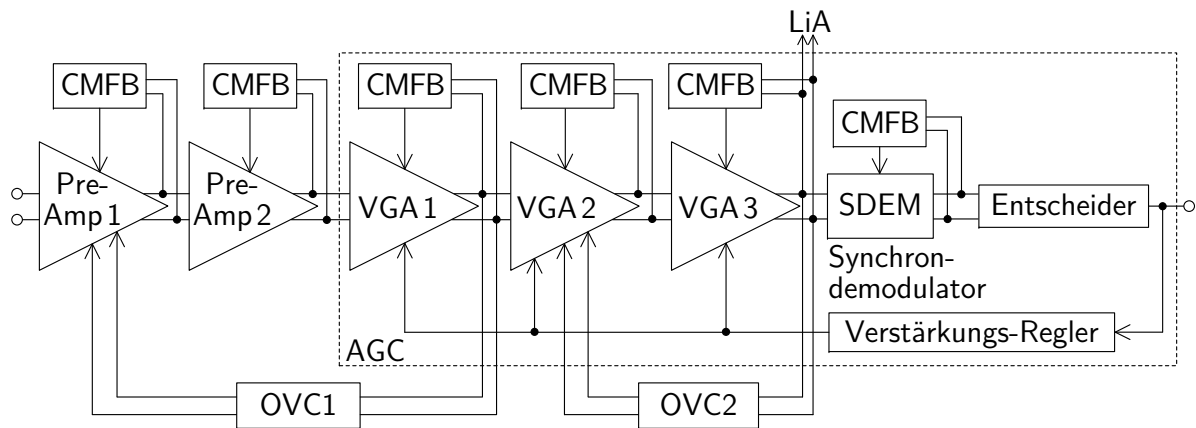 LiA
CMFB
CMFB
CMFB
CMFB
CMFB
CMFB
Pre-
Amp 1
Pre-
Amp 2
VGA 1
VGA 2
VGA 3
SDEM
Entscheider
Synchron-
demodulator
Verstärkungs-Regler
AGC
OVC1
OVC2